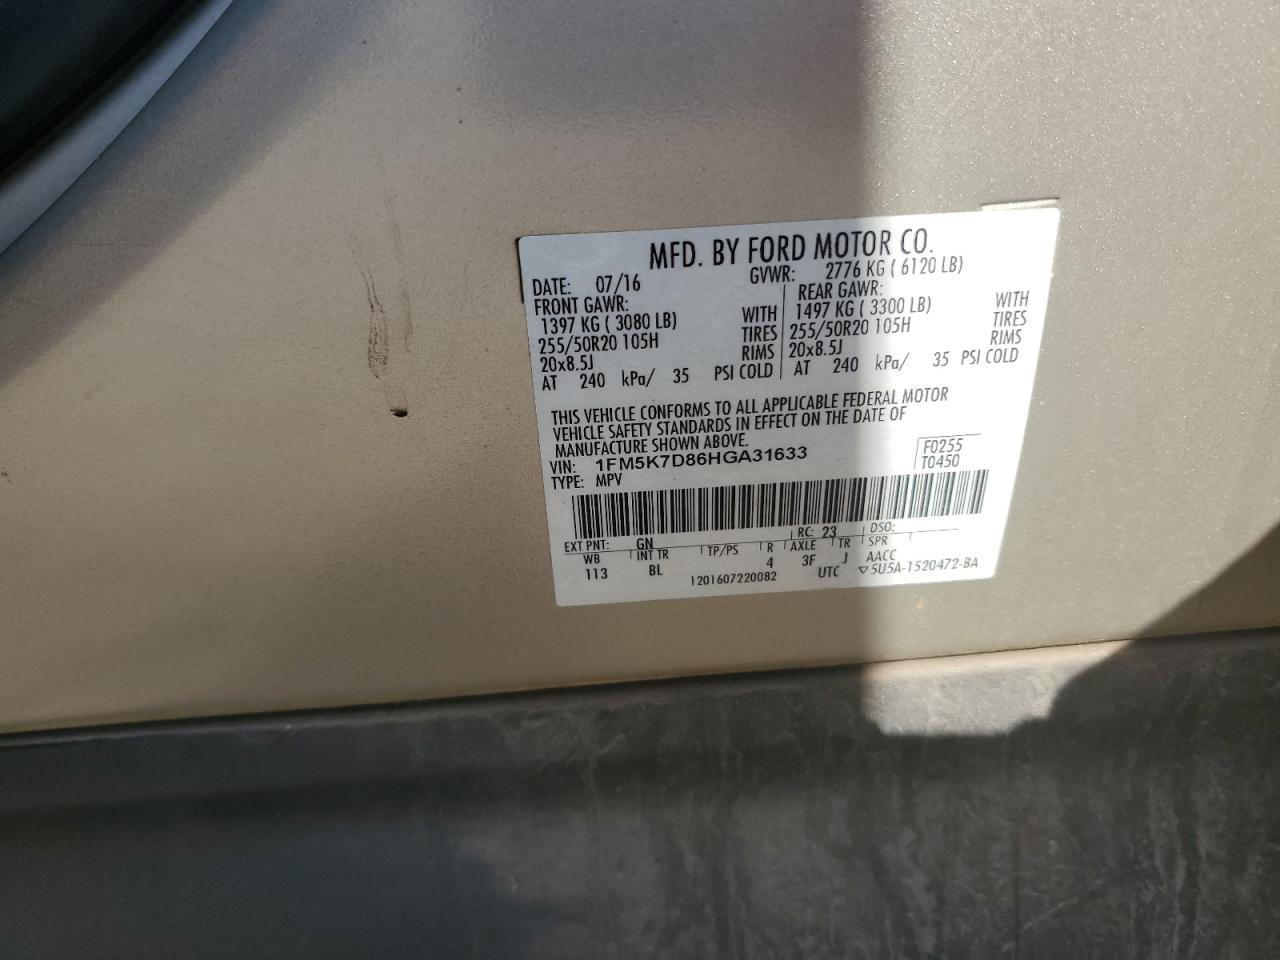 MFD. BY FORD MOTOR CO.
DATE: 07/16 GVWR: 2776 KG ( 6120 LB)
FRONT GAWR: REAR GAWR:
1397 KG ( 3080 LB) WITH 1497 KG ( 3300 LB) WITH
255/50R20 105H TIRES 255/50R20 105H TIRES
20x8.5J RIMS 20x8.5J RIMS
AT 240 kPa/ 35 PSI COLD AT 240 kPa/ 35 PSI COLD
THIS VEHICLE CONFORMS TO ALL APPLICABLE FEDERAL MOTOR
VEHICLE SAFETY STANDARDS IN EFFECT ON THE DATE OF
MANUFACTURE SHOWN ABOVE.
VIN: 1FM5K7D86HGA31633 F0255
TYPE: MPV T0450
EXT PNT: GN RC: 23 DSO:
WB INT TR TP/PS R AXLE TR SPR
113 BL 4 3F J AACC
1201607220082 UTC ▽5U5A-1520472-BA